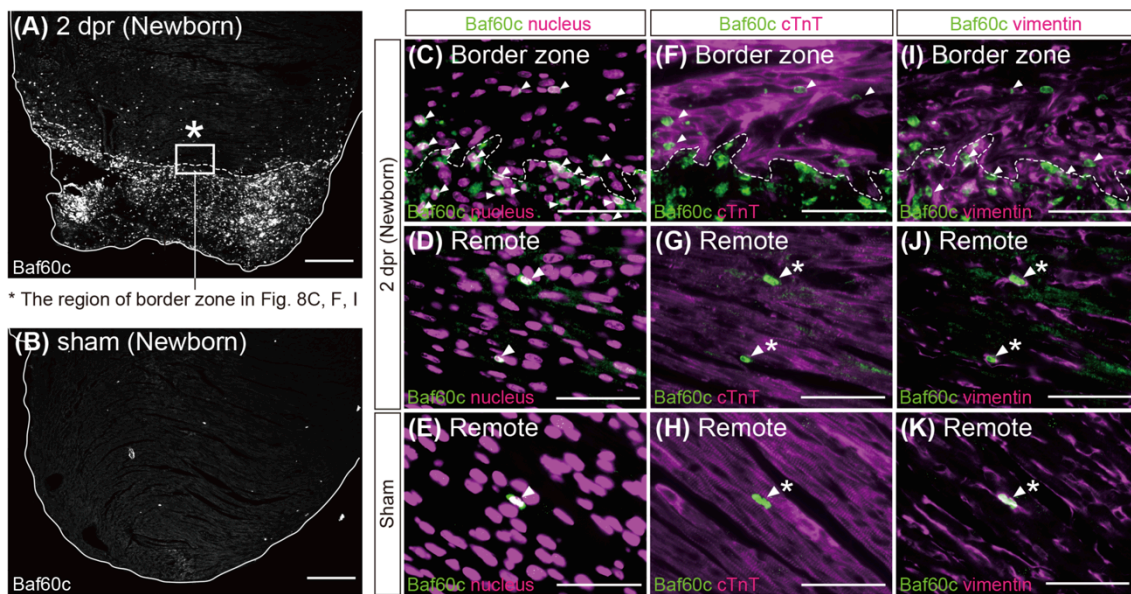 (A) 2 dpr (Newborn)
*
Baf60c
* The region of border zone in Fig. 8C, F, I
(B) sham (Newborn)
Baf60c
Baf60c nucleus
Baf60c cTnT
Baf60c vimentin
2 dpr (Newborn)
Sham
(C) Border zone
Baf60c nucleus
(F) Border zone
Baf60c cTnT
(I) Border zone
Baf60c vimentin
(D) Remote
Baf60c nucleus
(G) Remote
*
*
Baf60c cTnT
(J) Remote
*
*
Baf60c vimentin
(E) Remote
Baf60c nucleus
(H) Remote
*
Baf60c cTnT
(K) Remote
*
Baf60c vimentin